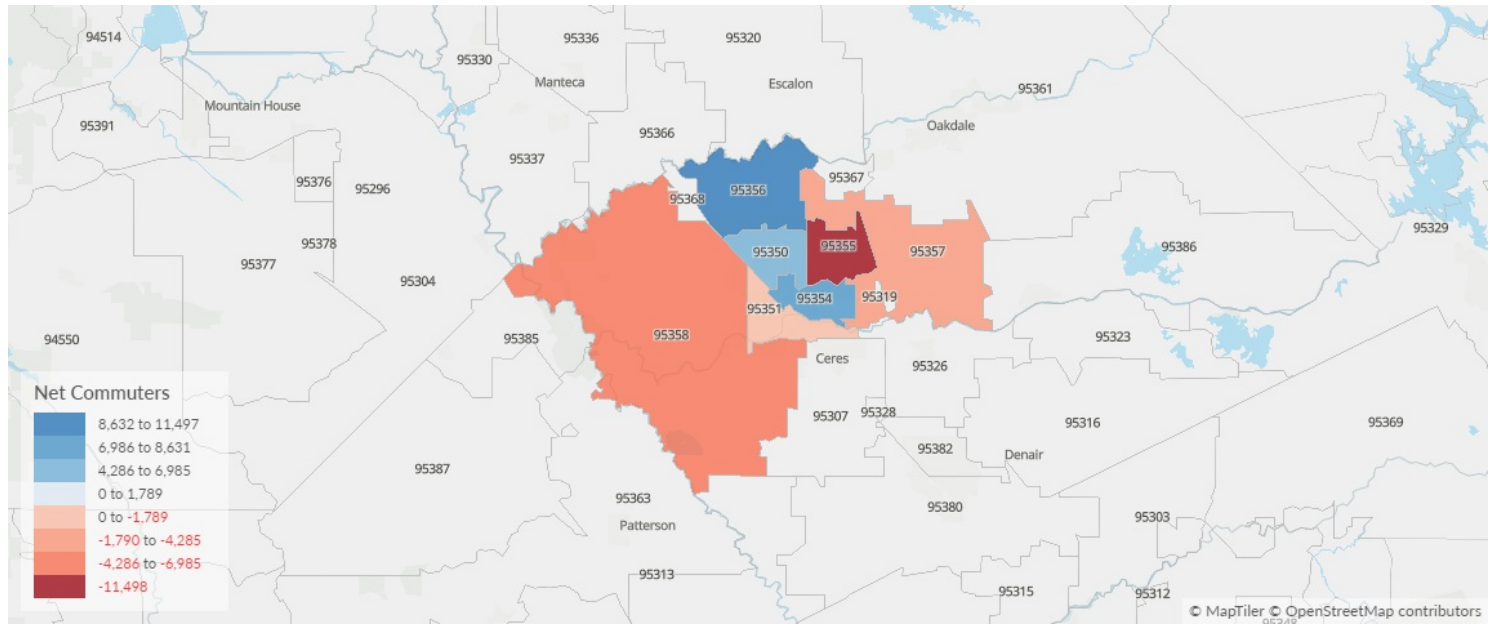 94514
95336
95320
95330
Manteca
Escalon
95361
Mountain House
95391
Oakdale
95366
95337
95367
95376
95296
95356
95368
95329
95378
95350
95355
95357
95386
95377
95304
95354
95319
95351
95358
95323
94550
95385
Ceres
95326
Net Commuters
8,632 to 11,497
6,986 to 8,631
4,286 to 6,985
0 to 1,789
0 to -1,789
-1,790 to -4,285
-4,286 to -6,985
-11,498
95307
95328
95316
95369
95382
Denair
95387
95363
95380
95303
Patterson
95313
95315
95312
© MapTiler © OpenStreetMap contributors
95348